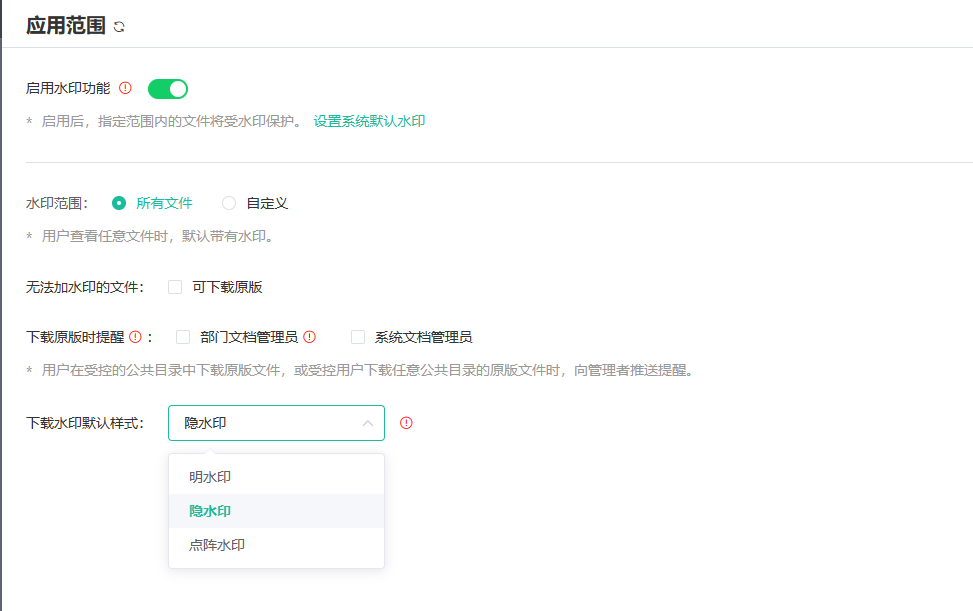 应用范围
启用水印功能
* 启用后，指定范围内的文件将受水印保护。 设置系统默认水印
水印范围： 所有文件 自定义
* 用户查看任意文件时，默认带有水印。
无法加水印的文件： 可下载原版
下载原版时提醒 ： 部门文档管理员 系统文档管理员
* 用户在受控的公共目录中下载原版文件，或受控用户下载任意公共目录的原版文件时，向管理者推送提醒。
下载水印默认样式： 隐水印
明水印
隐水印
点阵水印